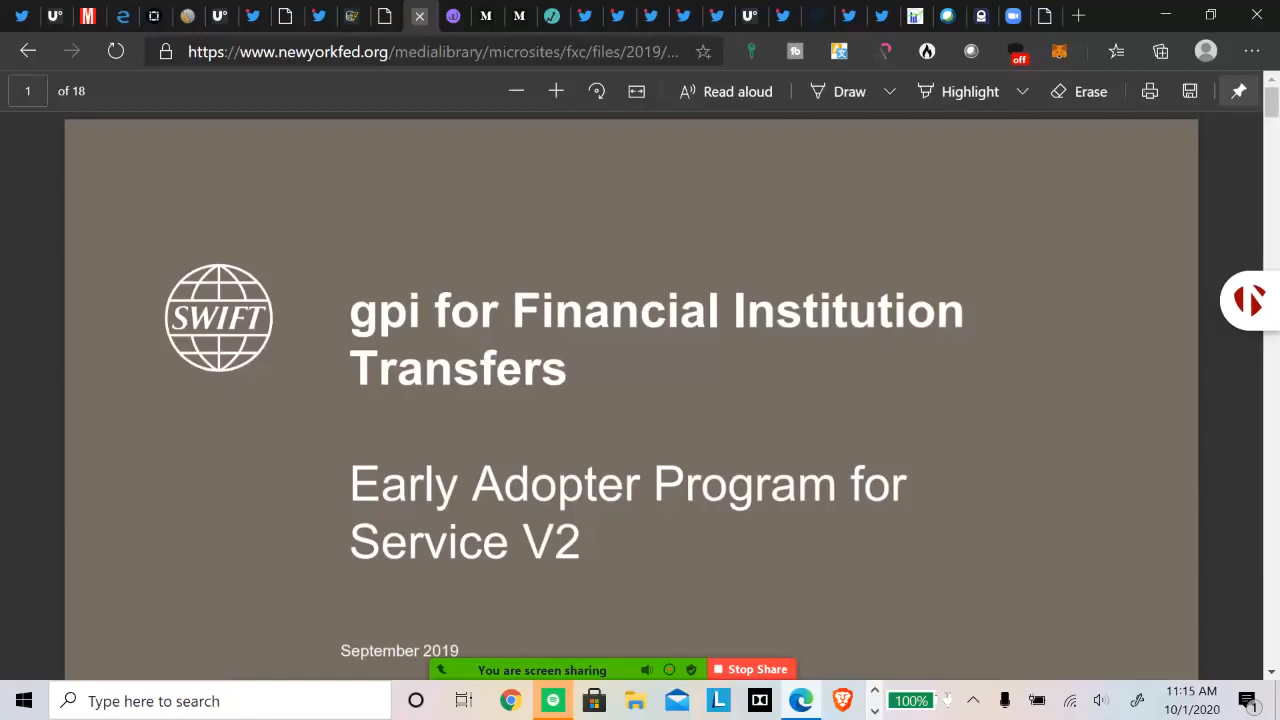 https://www.newyorkfed.org/medialibrary/microsites/fxc/files/2019/...
off
1 of 18
Read aloud
Draw
Highlight
Erase
SWIFT
gpi for Financial Institution
Transfers
Early Adopter Program for
Service V2
September 2019
You are screen sharing
Stop Share
Type here to search
100%
11:15 AM
10/1/2020